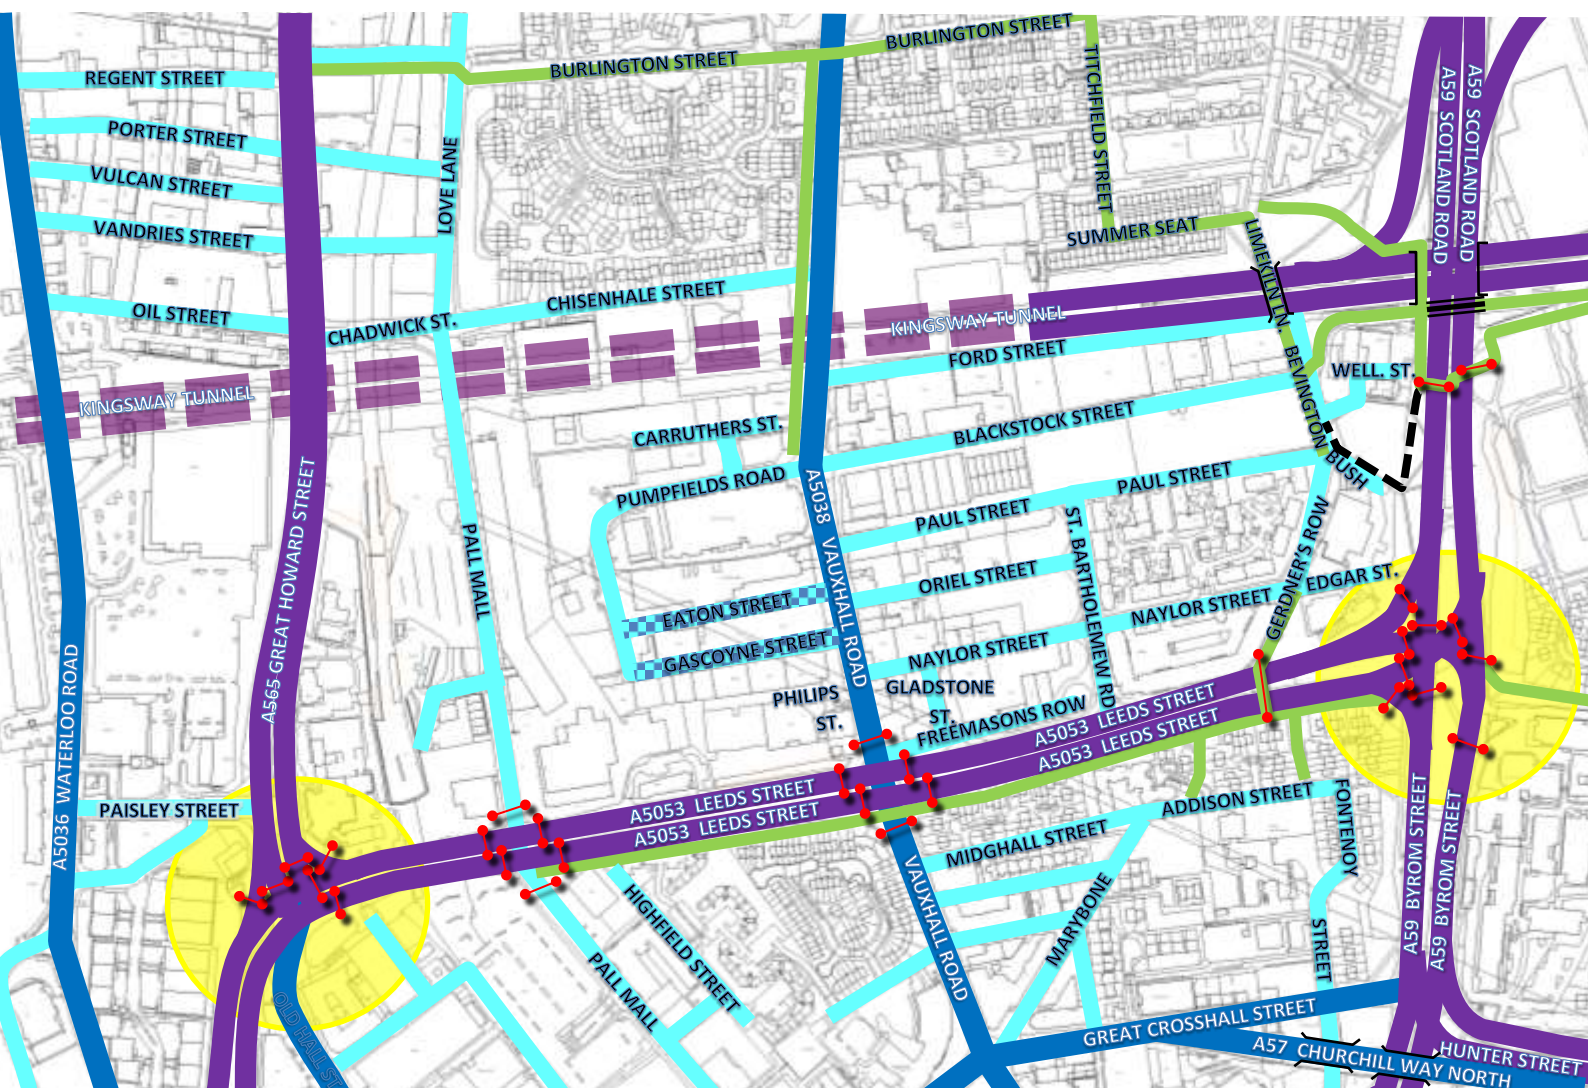 BURLINGTON STREET
BURLINGTON STREET
REGENT STREET
TITCHFIELD STREET
A59 SCOTLAND ROAD
A59 SCOTLAND ROAD
PORTER STREET
LOVE LANE
VULCAN STREET
VANDRIES STREET
SUMMER SEAT
LIMEKILN LN.
CHISENHALE STREET
OIL STREET
CHADWICK ST.
KINGSWAY TUNNEL
FORD STREET
BEVINGTON
BUSH
WELL. ST.
KINGSWAY TUNNEL
CARRUTHERS ST.
BLACKSTOCK STREET
PUMPFIELDS ROAD
PAUL STREET
PAUL STREET
A5038 VAUXHALL ROAD
A565 GREAT HOWARD STREET
PALL MALL
ST. BARTHOLEMEW RD
GERDNER'S ROW
ORIEL STREET
EDGAR ST.
EATON STREET
NAYLOR STREET
GASCOYNE STREET
NAYLOR STREET
PHILIPS
ST.
GLADSTONE
ST.
FREEMASONS ROW
A5053 LEEDS STREET
A5053 LEEDS STREET
A5036 WATERLOO ROAD
PAISLEY STREET
A5053 LEEDS STREET
A5053 LEEDS STREET
ADDISON STREET
FONTENOY
STREET
MIDGHALL STREET
A59 BYROM STREET
A59 BYROM STREET
HIGHFIELD STREET
VAUXHALL ROAD
MARYBONE
PALL MALL
OLD HALL ST
GREAT CROSSHALL STREET
A57 CHURCHILL WAY NORTH
HUNTER STREET